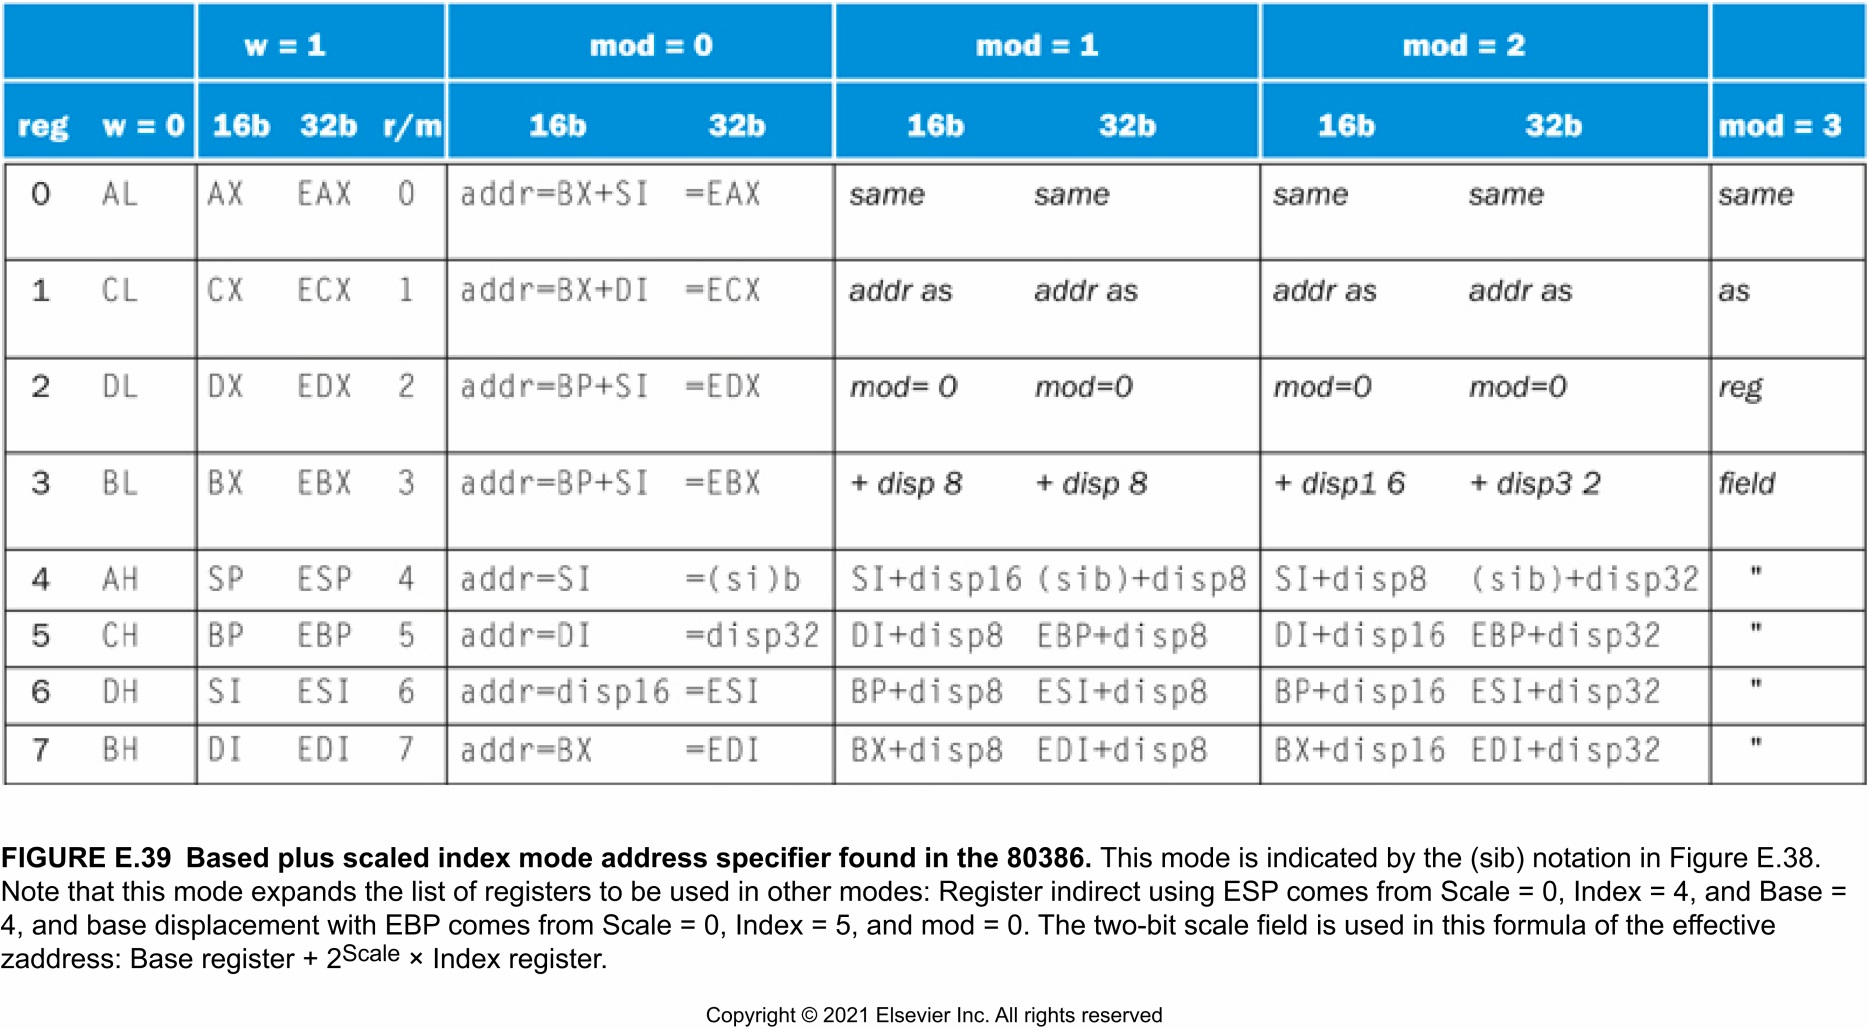 w = 1 mod = 0 mod = 1 mod = 2
reg w = 0 16b 32b r/m 16b 32b 16b 32b 16b 32b mod = 3
0 AL AX EAX 0 addr=BX+SI =EAX same same same same same
1 CL CX ECX 1 addr=BX+DI =ECX addr as addr as addr as addr as as
2 DL DX EDX 2 addr=BP+SI =EDX mod= 0 mod=0 mod=0 mod=0 reg
3 BL BX EBX 3 addr=BP+SI =EBX + disp 8 + disp 8 + disp1 6 + disp3 2 field
4 AH SP ESP 4 addr=SI =(si)b SI+disp16 (sib)+disp8 SI+disp8 (sib)+disp32 "
5 CH BP EBP 5 addr=DI =disp32 DI+disp8 EBP+disp8 DI+disp16 EBP+disp32 "
6 DH SI ESI 6 addr=disp16 =ESI BP+disp8 ESI+disp8 BP+disp16 ESI+disp32 "
7 BH DI EDI 7 addr=BX =EDI BX+disp8 EDI+disp8 BX+disp16 EDI+disp32 "
FIGURE E.39 Based plus scaled index mode address specifier found in the 80386. This mode is indicated by the (sib) notation in Figure E.38.
Note that this mode expands the list of registers to be used in other modes: Register indirect using ESP comes from Scale = 0, Index = 4, and Base =
4, and base displacement with EBP comes from Scale = 0, Index = 5, and mod = 0. The two-bit scale field is used in this formula of the effective
zaddress: Base register + 2^Scale × Index register.
Copyright © 2021 Elsevier Inc. All rights reserved